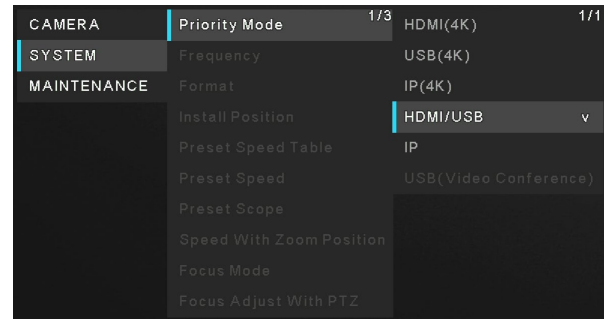 CAMERA
SYSTEM
MAINTENANCE
Priority Mode 1/3
Frequency
Format
Install Position
Preset Speed Table
Preset Speed
Preset Scope
Speed With Zoom Position
Focus Mode
Focus Adjust With PTZ
HDMI(4K) 1/1
USB(4K)
IP(4K)
HDMI/USB v
IP
USB(Video Conference)